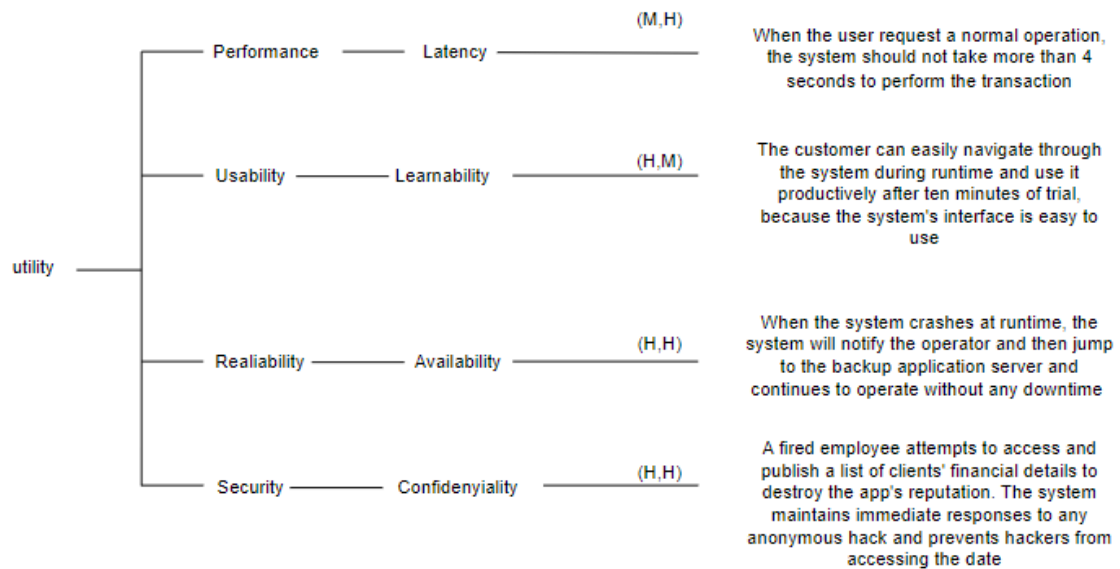 (M,H)
Performance
Latency
When the user request a normal operation,
the system should not take more than 4
seconds to perform the transaction
(H,M)
Usability
Learnability
The customer can easily navigate through
the system during runtime and use it
productively after ten minutes of trial,
because the system's interface is easy to
use
utility
(H,H)
Realiability
Availability
When the system crashes at runtime, the
system will notify the operator and then jump
to the backup application server and
continues to operate without any downtime
(H,H)
Security
Confidenyiality
A fired employee attempts to access and
publish a list of clients' financial details to
destroy the app's reputation. The system
maintains immediate responses to any
anonymous hack and prevents hackers from
accessing the date